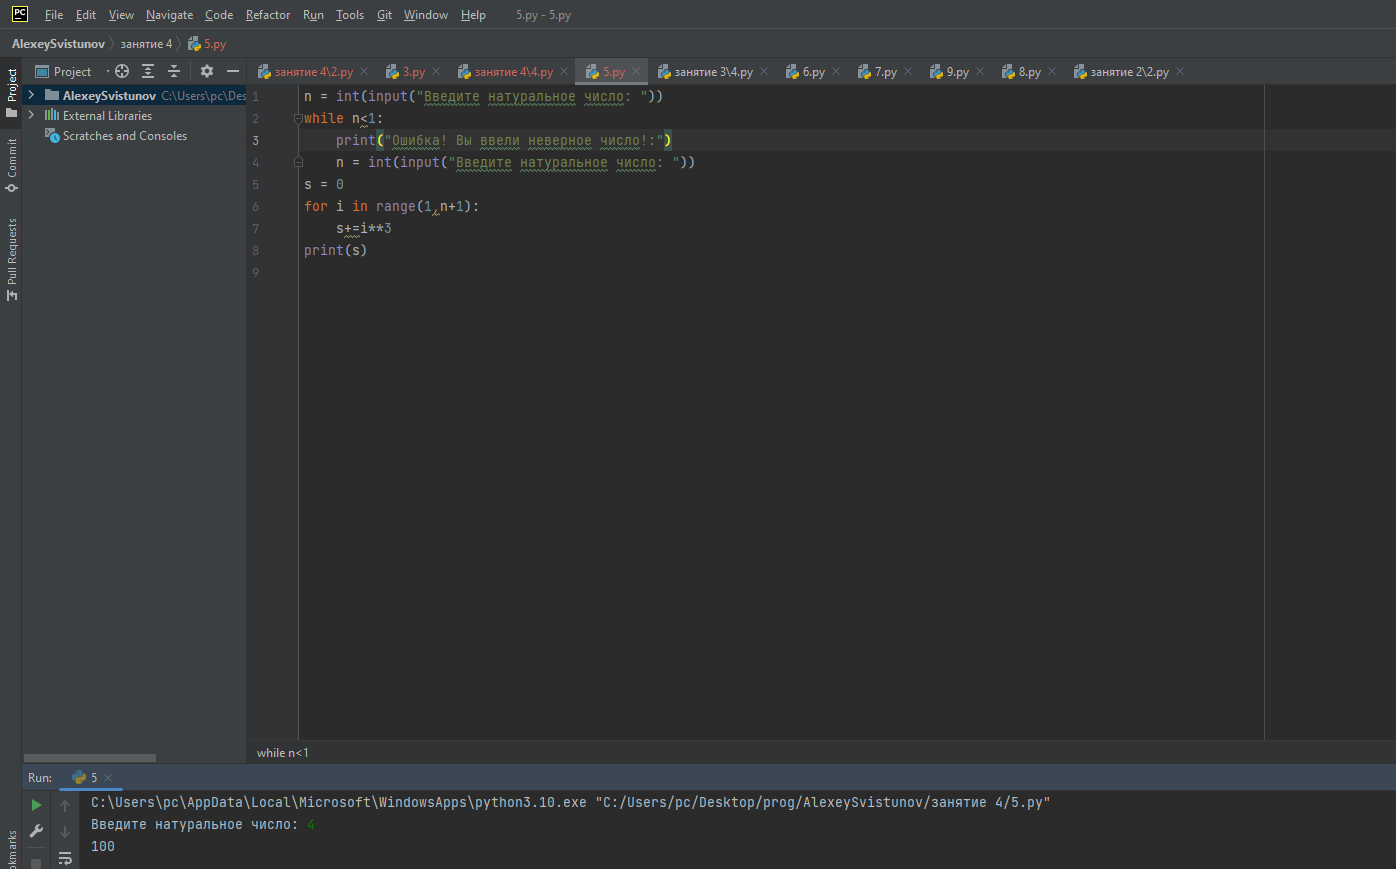 PC File Edit View Navigate Code Refactor Run Tools Git Window Help 5.py - 5.py
AlexeySvistunov занятие 4 5.py
Project
занятие 4\2.py 3.py занятие 4\4.py 5.py занятие 3\4.py 6.py 7.py 9.py 8.py занятие 2\2.py
Project
Commit
Pull Requests
AlexeySvistunov C:\Users\pc\Des
External Libraries
Scratches and Consoles
1 n = int(input("Введите натуральное число: "))
2 while n<1:
3 print("Ошибка! Вы ввели неверное число!:")
4 n = int(input("Введите натуральное число: "))
5 s = 0
6 for i in range(1,n+1):
7 s+=i**3
8 print(s)
9
while n<1
Run: 5
okmarks
C:\Users\pc\AppData\Local\Microsoft\WindowsApps\python3.10.exe "C:/Users/pc/Desktop/prog/AlexeySvistunov/занятие 4/5.py"
Введите натуральное число: 4
100